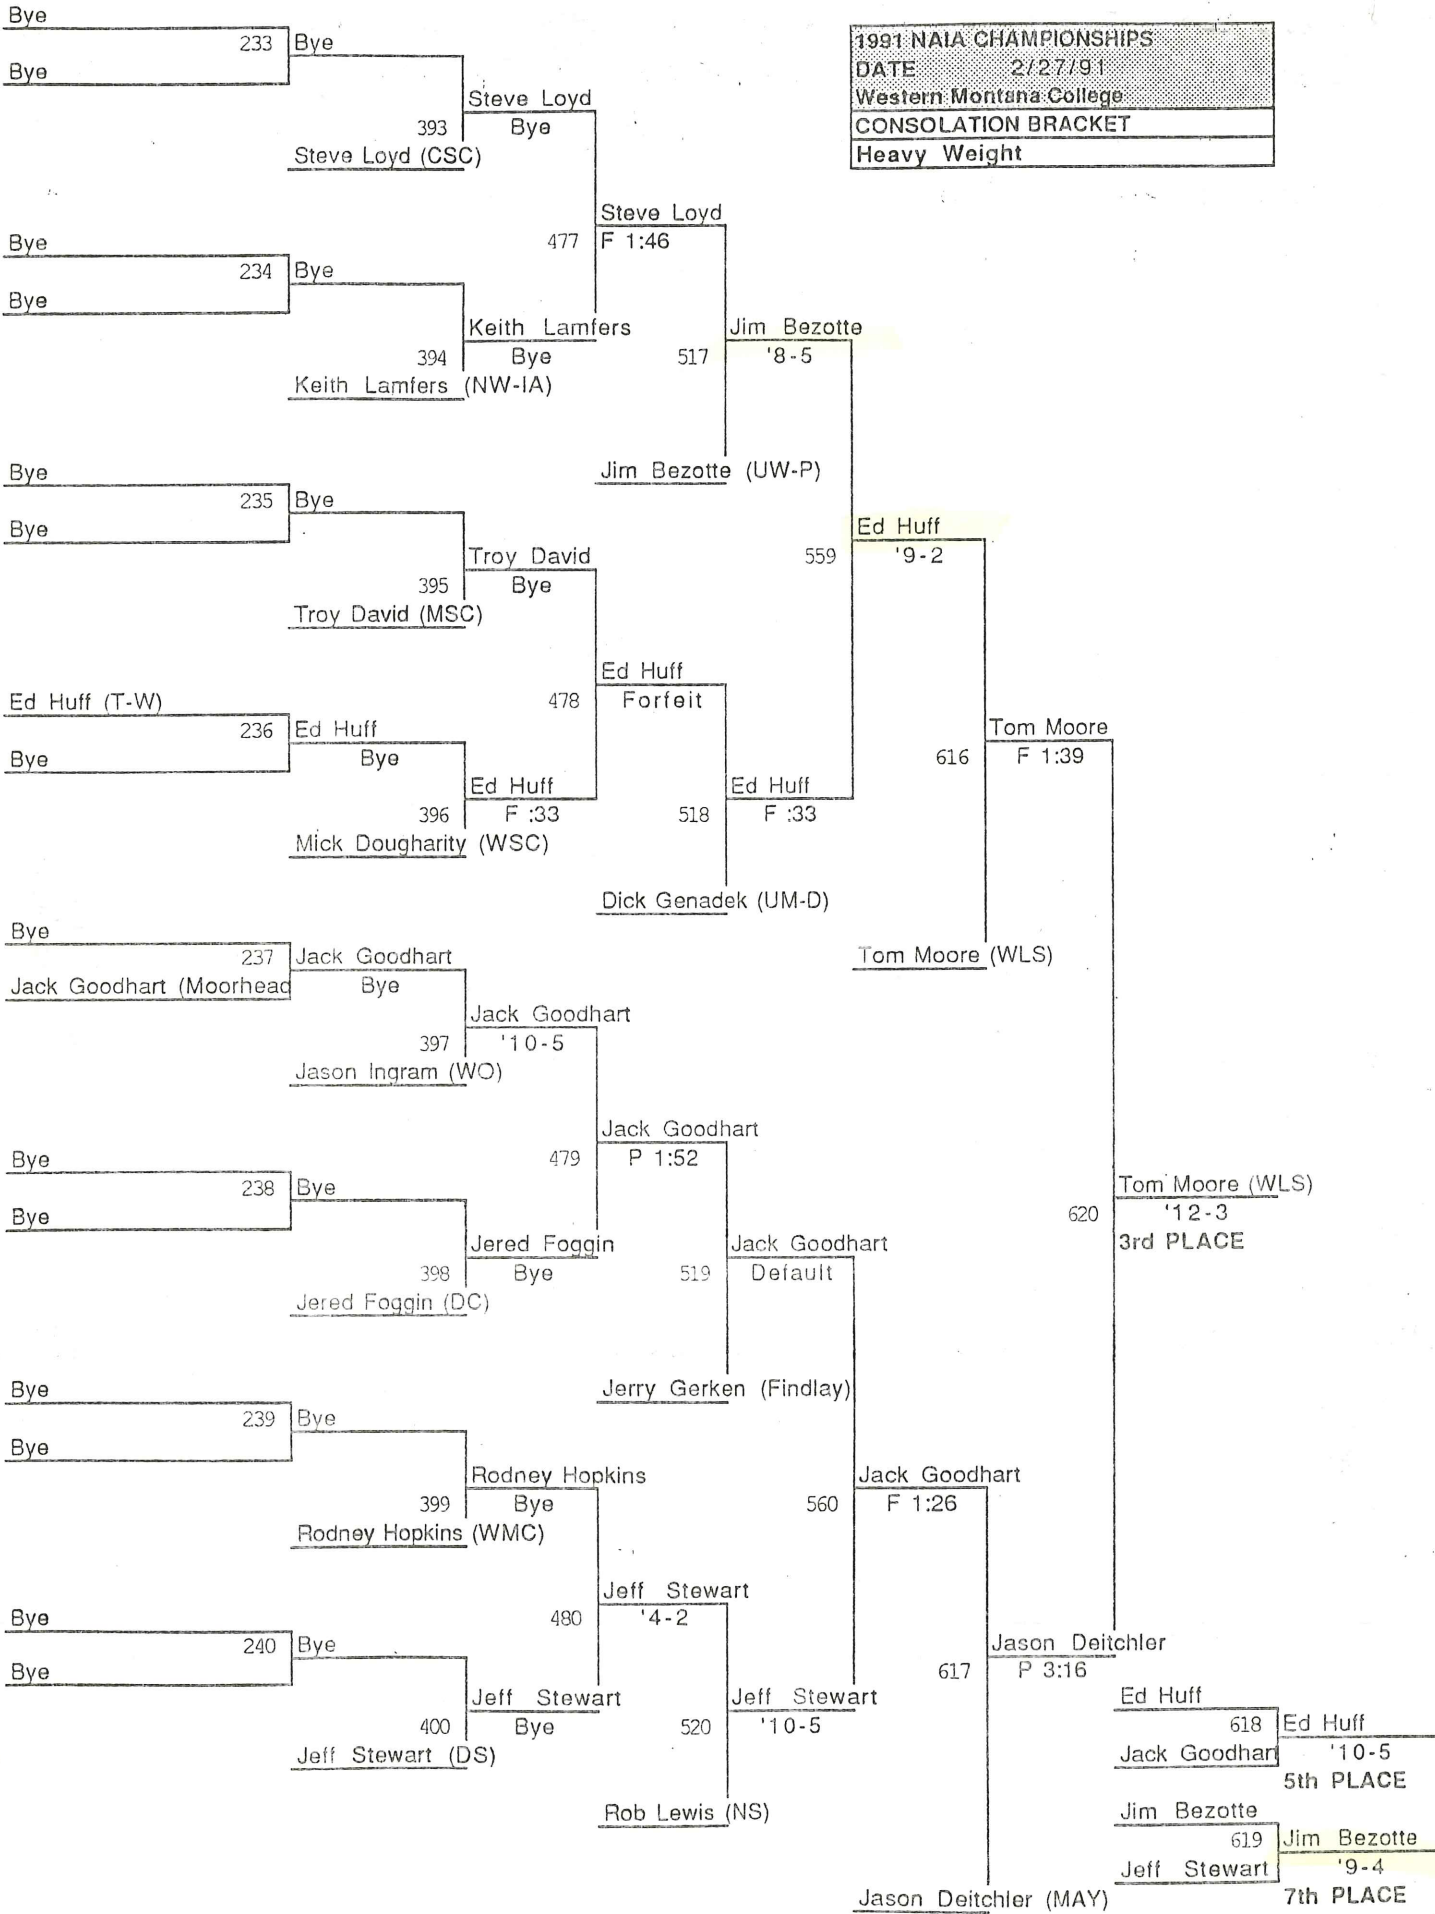 1991 NAIA CHAMPIONSHIPS
DATE 2/27/91
Western Montana College
CONSOLATION BRACKET
Heavy Weight
Bye
233 Bye
Bye
Steve Loyd
393 Bye
Steve Loyd (CSC)
Steve Loyd
477 F 1:46
Bye
234 Bye
Bye
Keith Lamfers
394 Bye
Keith Lamfers (NW-IA)
Jim Bezotte
517 '8-5
Jim Bezotte (UW-P)
Bye
235 Bye
Bye
Troy David
395 Bye
Troy David (MSC)
Ed Huff
559 '9-2
Ed Huff
478 Forfeit
Ed Huff (T-W)
236 Ed Huff
Bye
Bye
Ed Huff
396 F :33
Mick Dougharity (WSC)
Ed Huff
518 F :33
Dick Genadek (UM-D)
Tom Moore
616 F 1:39
Tom Moore (WLS)
Bye
237 Jack Goodhart
Jack Goodhart (Moorhead
Bye
Jack Goodhart
397 '10-5
Jason Ingram (WO)
Jack Goodhart
479 P 1:52
Bye
238 Bye
Bye
Jered Foggin
398 Bye
Jered Foggin (DC)
Jack Goodhart
519 Default
Jerry Gerken (Findlay)
Tom Moore (WLS)
620 '12-3
3rd PLACE
Bye
239 Bye
Bye
Rodney Hopkins
399 Bye
Rodney Hopkins (WMC)
Jack Goodhart
560 F 1:26
Jeff Stewart
480 '4-2
Bye
240 Bye
Bye
Jeff Stewart
400 Bye
Jeff Stewart (DS)
Jeff Stewart
520 '10-5
Rob Lewis (NS)
Jason Deitchler
617 P 3:16
Jason Deitchler (MAY)
Ed Huff
618 Ed Huff
Jack Goodhart
'10-5
5th PLACE
Jim Bezotte
619 Jim Bezotte
Jeff Stewart
'9-4
7th PLACE